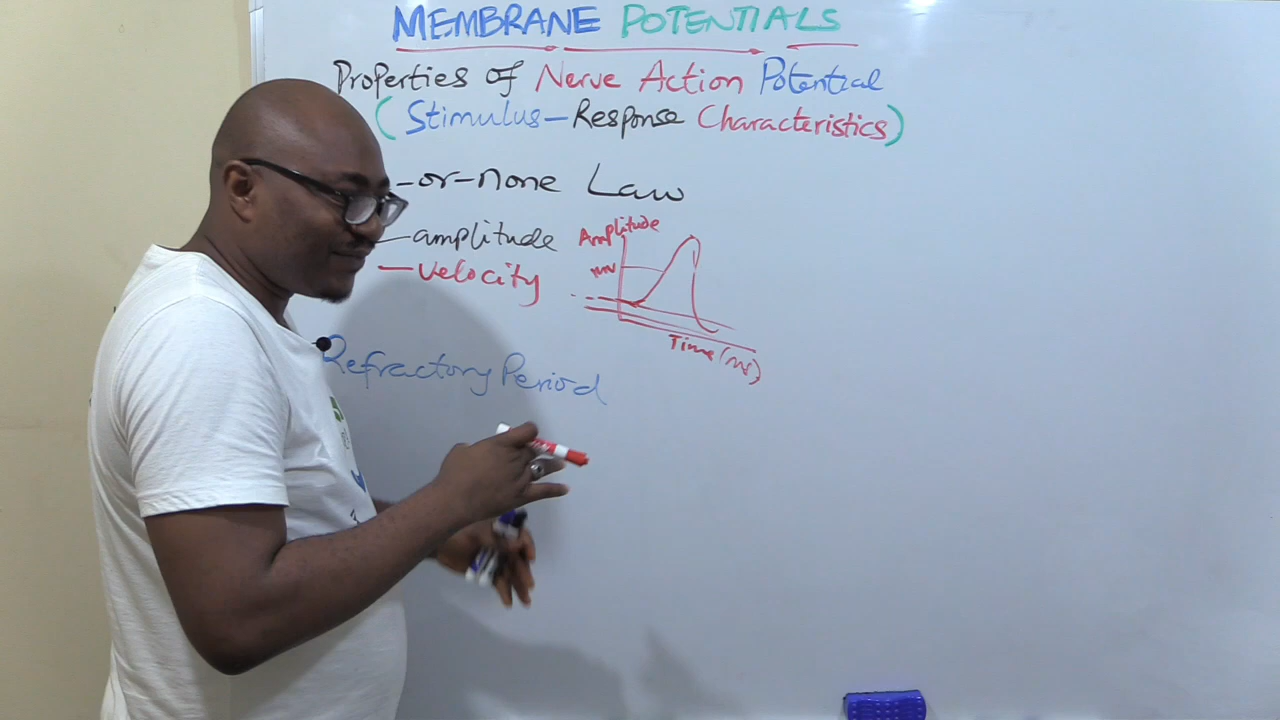 MEMBRANE POTENTIALS
Properties of Nerve Action Potential
(Stimulus-Response Characteristics)
-or-none Law
-amplitude
-Velocity
Amplitude
mv
Time (ms)
Refractory Period